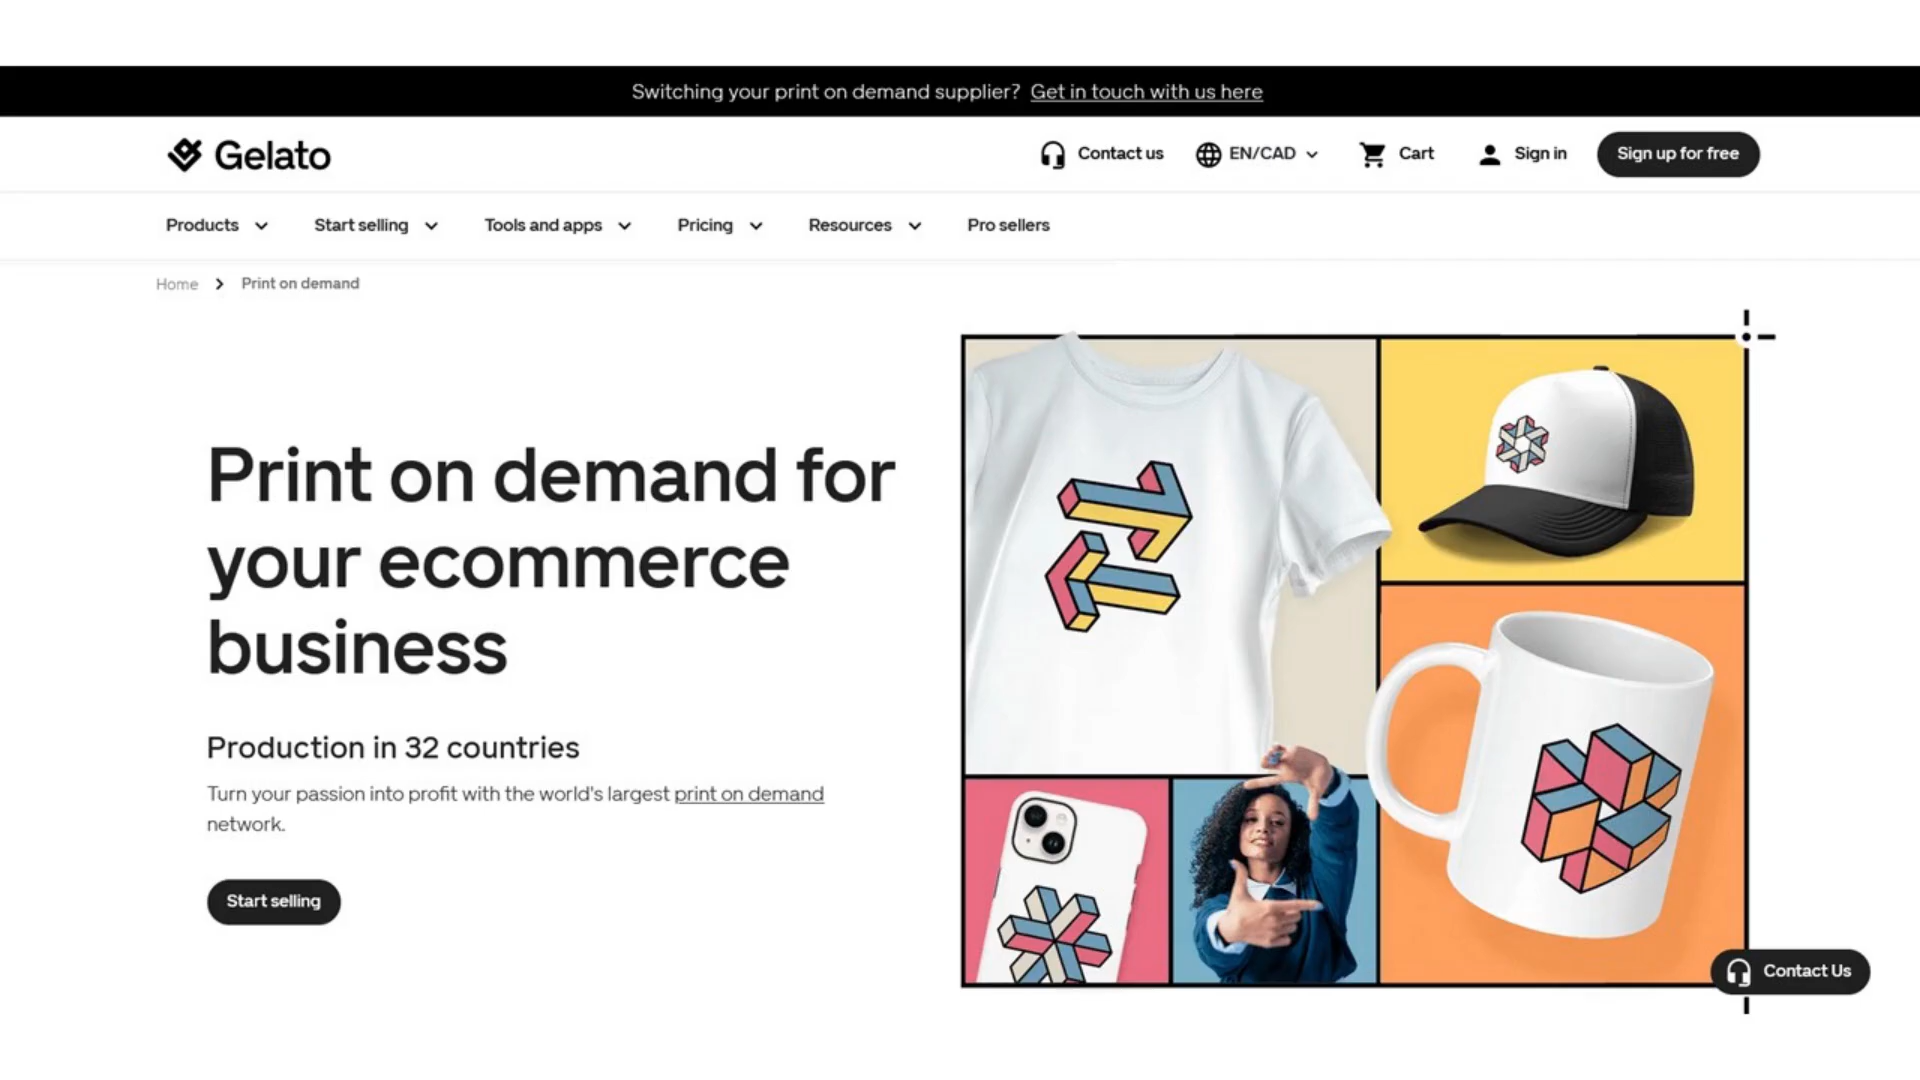 Switching your print on demand supplier? Get in touch with us here
Gelato
Contact us
EN/CAD
Cart
Sign in
Sign up for free
Products
Start selling
Tools and apps
Pricing
Resources
Pro sellers
Home
Print on demand
Print on demand for
your ecommerce
business
Production in 32 countries
Turn your passion into profit with the world's largest print on demand
network.
Start selling
Contact Us